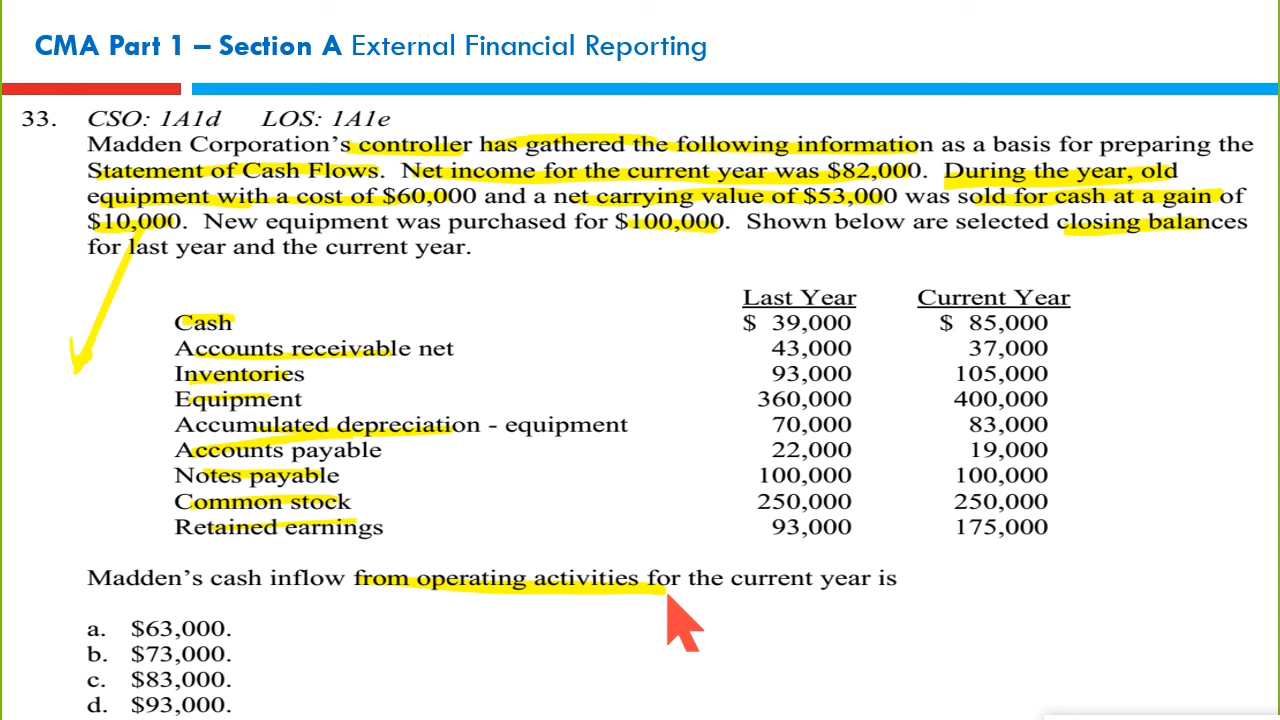 CMA Part 1 – Section A External Financial Reporting
33. CSO: 1A1d LOS: 1A1e
Madden Corporation's controller has gathered the following information as a basis for preparing the
Statement of Cash Flows. Net income for the current year was $82,000. During the year, old
equipment with a cost of $60,000 and a net carrying value of $53,000 was sold for cash at a gain of
$10,000. New equipment was purchased for $100,000. Shown below are selected closing balances
for last year and the current year.
Last Year Current Year
Cash $ 39,000 $ 85,000
Accounts receivable net 43,000 37,000
Inventories 93,000 105,000
Equipment 360,000 400,000
Accumulated depreciation - equipment 70,000 83,000
Accounts payable 22,000 19,000
Notes payable 100,000 100,000
Common stock 250,000 250,000
Retained earnings 93,000 175,000
Madden's cash inflow from operating activities for the current year is
a. $63,000.
b. $73,000.
c. $83,000.
d. $93,000.